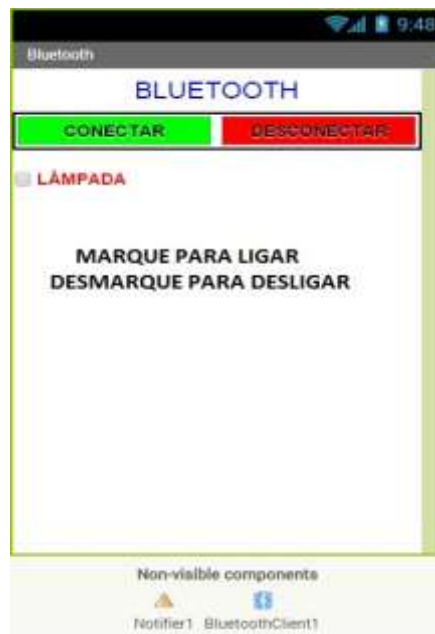 9:48
Bluetooth
BLUETOOTH
CONECTAR DESCONECTAR
LÂMPADA
MARQUE PARA LIGAR
DESMARQUE PARA DESLIGAR
Non-visible components
Notifier1 BluetoothClient1